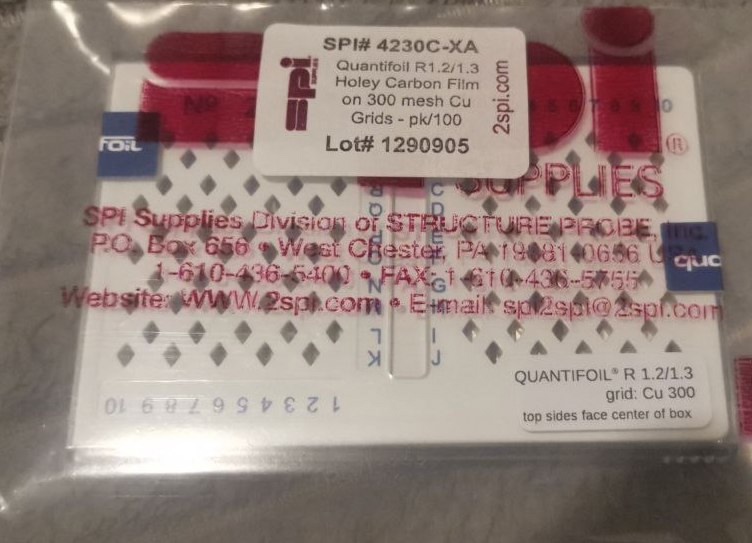 SPI# 4230C-XA
spi
SUPPLIES
Quantifoil R1.2/1.3
Holey Carbon Film
on 300 mesh Cu
Grids - pk/100
Lot# 1290905
2spi.com
FOIL
®
SUPPLIES
SPI Supplies Division of STRUCTURE PROBE, Inc.
P.O. Box 656 • West Chester, PA 19381-0656
1-610-436-5400 • FAX: 1-610-436-5755
Website: WWW.2spi.com • E-mail: spi2spi@2spi.com
QUA
QUANTIFOIL® R 1.2/1.3
grid: Cu 300
top sides face center of box
1 2 3 4 5 6 7 8 9 10